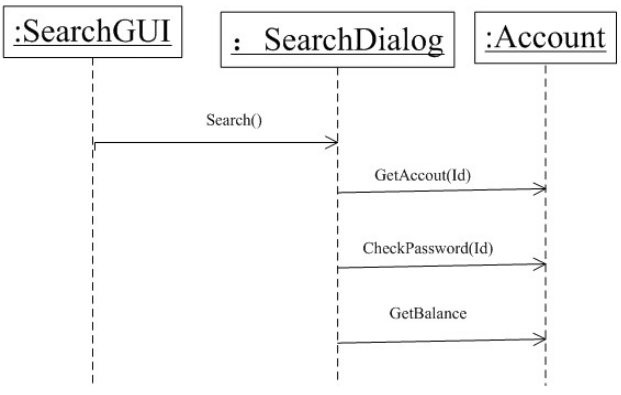 :SearchGUI
： SearchDialog
:Account
Search()
GetAccout(Id)
CheckPassword(Id)
GetBalance